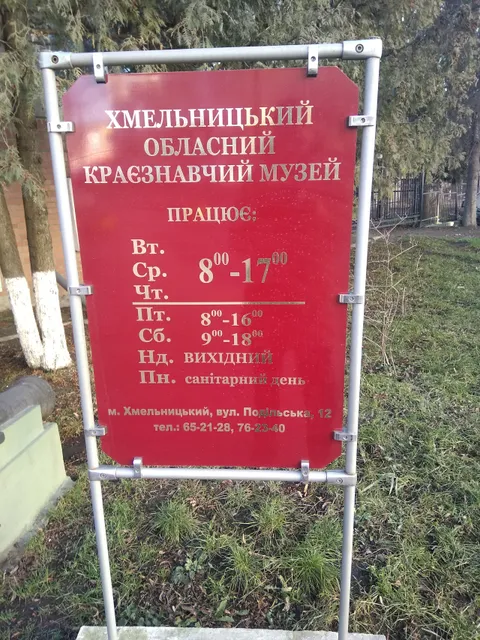 ХМЕЛЬНИЦЬКИЙ
ОБЛАСНИЙ
КРАЄЗНАВЧИЙ МУЗЕЙ
ПРАЦЮЄ:
Вт.
Ср. 8⁰⁰-17⁰⁰
Чт.
Пт. 8⁰⁰-16⁰⁰
Сб. 9⁰⁰-18⁰⁰
Нд. ВИХІДНИЙ
Пн. санітарний день
м. Хмельницький, вул. Подільська, 12
тел.: 65-21-28, 76-23-40